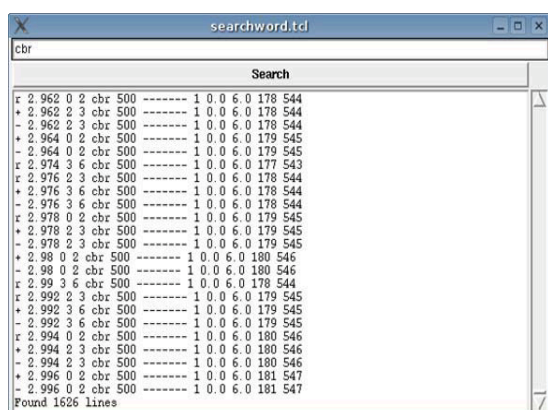 searchword.tcl
cbr
Search
r 2.962 0 2 cbr 500 ------- 1 0.0 6.0 178 544
+ 2.962 2 3 cbr 500 ------- 1 0.0 6.0 178 544
- 2.962 2 3 cbr 500 ------- 1 0.0 6.0 178 544
+ 2.964 0 2 cbr 500 ------- 1 0.0 6.0 179 545
- 2.964 0 2 cbr 500 ------- 1 0.0 6.0 179 545
r 2.974 3 6 cbr 500 ------- 1 0.0 6.0 177 543
r 2.976 2 3 cbr 500 ------- 1 0.0 6.0 178 544
+ 2.976 3 6 cbr 500 ------- 1 0.0 6.0 178 544
- 2.976 3 6 cbr 500 ------- 1 0.0 6.0 178 544
r 2.978 0 2 cbr 500 ------- 1 0.0 6.0 179 545
+ 2.978 2 3 cbr 500 ------- 1 0.0 6.0 179 545
- 2.978 2 3 cbr 500 ------- 1 0.0 6.0 179 545
+ 2.98 0 2 cbr 500 ------- 1 0.0 6.0 180 546
- 2.98 0 2 cbr 500 ------- 1 0.0 6.0 180 546
r 2.99 3 6 cbr 500 ------- 1 0.0 6.0 178 544
r 2.992 2 3 cbr 500 ------- 1 0.0 6.0 179 545
+ 2.992 3 6 cbr 500 ------- 1 0.0 6.0 179 545
- 2.992 3 6 cbr 500 ------- 1 0.0 6.0 179 545
r 2.994 0 2 cbr 500 ------- 1 0.0 6.0 180 546
+ 2.994 2 3 cbr 500 ------- 1 0.0 6.0 180 546
- 2.994 2 3 cbr 500 ------- 1 0.0 6.0 180 546
+ 2.996 0 2 cbr 500 ------- 1 0.0 6.0 181 547
- 2.996 0 2 cbr 500 ------- 1 0.0 6.0 181 547
Found 1626 lines